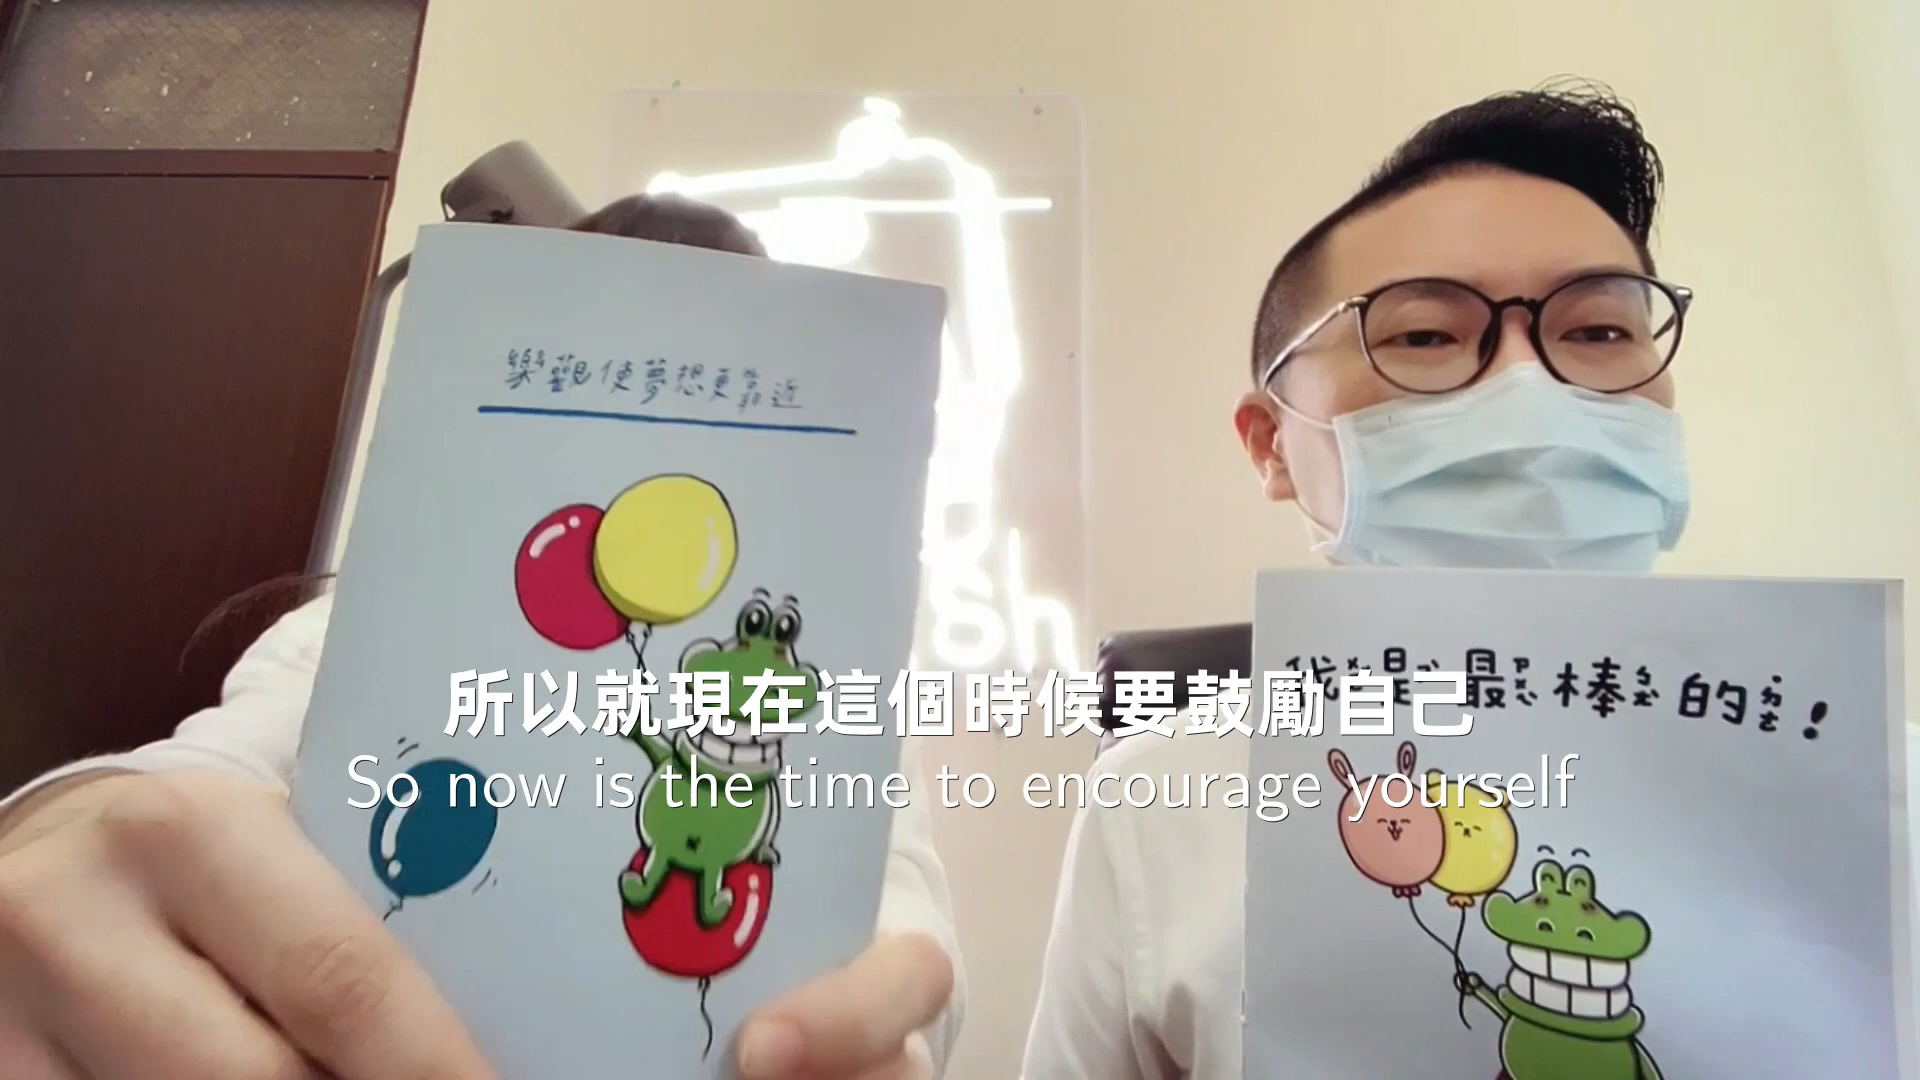 樂觀使夢想更靠近
我是最棒的!
所以就現在這個時候要鼓勵自己
So now is the time to encourage yourself